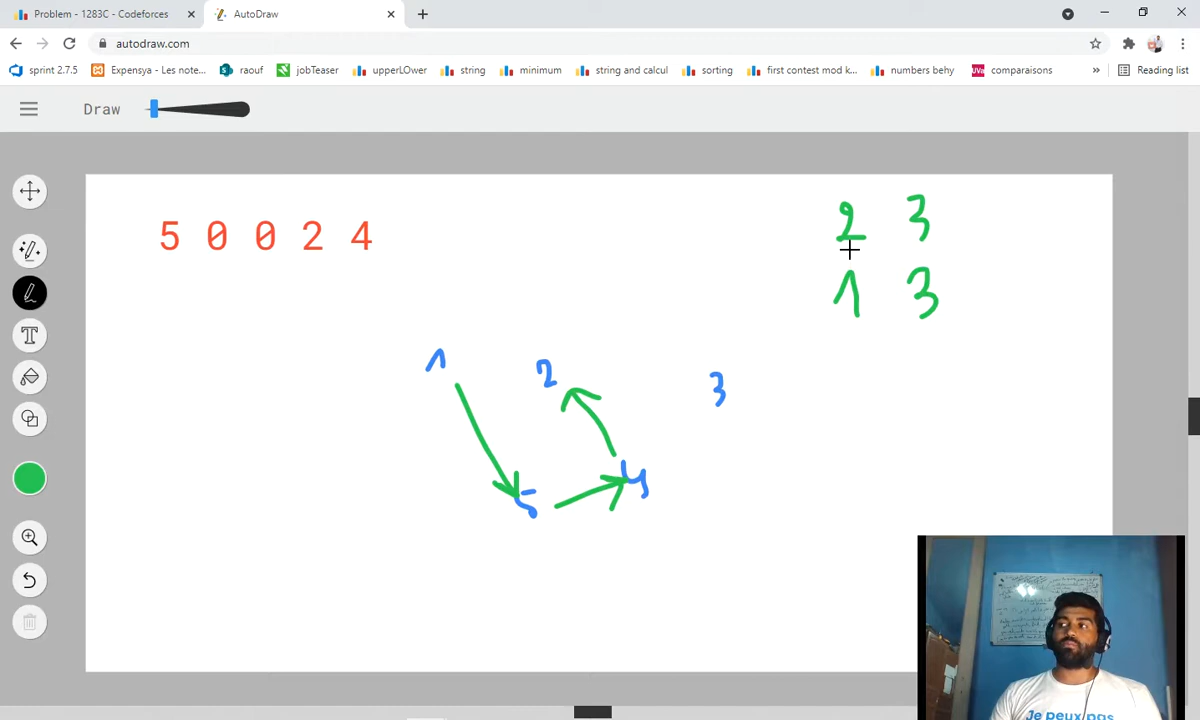 Problem - 1283C - Codeforces
AutoDraw
autodraw.com
sprint 2.7.5
Expensya - Les note...
raouf
jobTeaser
upperLOwer
string
minimum
string and calcul
sorting
first contest mod k...
numbers behy
comparaisons
»
Reading list
Draw
5 0 0 2 4
2 3
1 3
1 2 3
5 4
Je peux pas